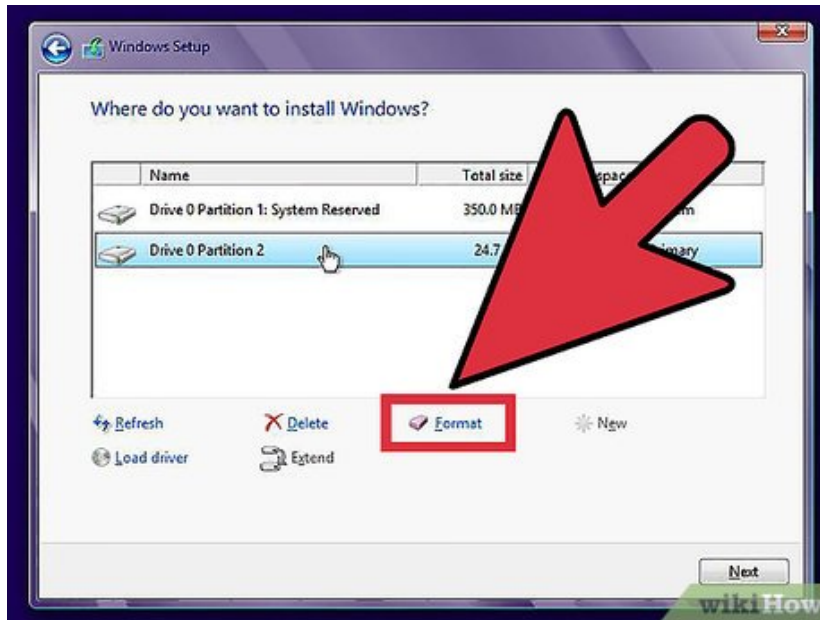 Windows Setup
Where do you want to install Windows?
Name Total size
Drive 0 Partition 1: System Reserved 350.0
Drive 0 Partition 2
Refresh Delete Format New
Load driver Extend
Next
wikiHow